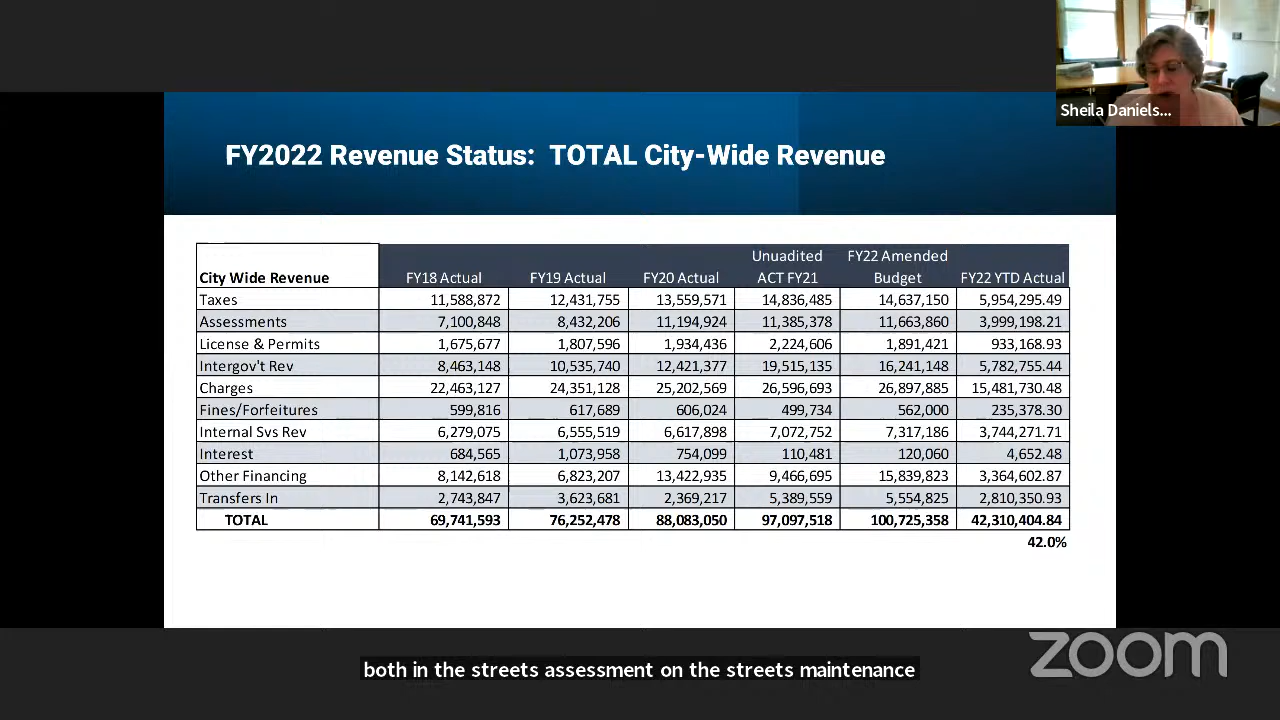 Sheila Daniels...
FY2022 Revenue Status: TOTAL City-Wide Revenue
Unuadited FY22 Amended
City Wide Revenue FY18 Actual FY19 Actual FY20 Actual ACT FY21 Budget FY22 YTD Actual
Taxes 11,588,872 12,431,755 13,559,571 14,836,485 14,637,150 5,954,295.49
Assessments 7,100,848 8,432,206 11,194,924 11,385,378 11,663,860 3,999,198.21
License & Permits 1,675,677 1,807,596 1,934,436 2,224,606 1,891,421 933,168.93
Intergov't Rev 8,463,148 10,535,740 12,421,377 19,515,135 16,241,148 5,782,755.44
Charges 22,463,127 24,351,128 25,202,569 26,596,693 26,897,885 15,481,730.48
Fines/Forfeitures 599,816 617,689 606,024 499,734 562,000 235,378.30
Internal Svs Rev 6,279,075 6,555,519 6,617,898 7,072,752 7,317,186 3,744,271.71
Interest 684,565 1,073,958 754,099 110,481 120,060 4,652.48
Other Financing 8,142,618 6,823,207 13,422,935 9,466,695 15,839,823 3,364,602.87
Transfers In 2,743,847 3,623,681 2,369,217 5,389,559 5,554,825 2,810,350.93
TOTAL 69,741,593 76,252,478 88,083,050 97,097,518 100,725,358 42,310,404.84
42.0%
zoom
both in the streets assessment on the streets maintenance